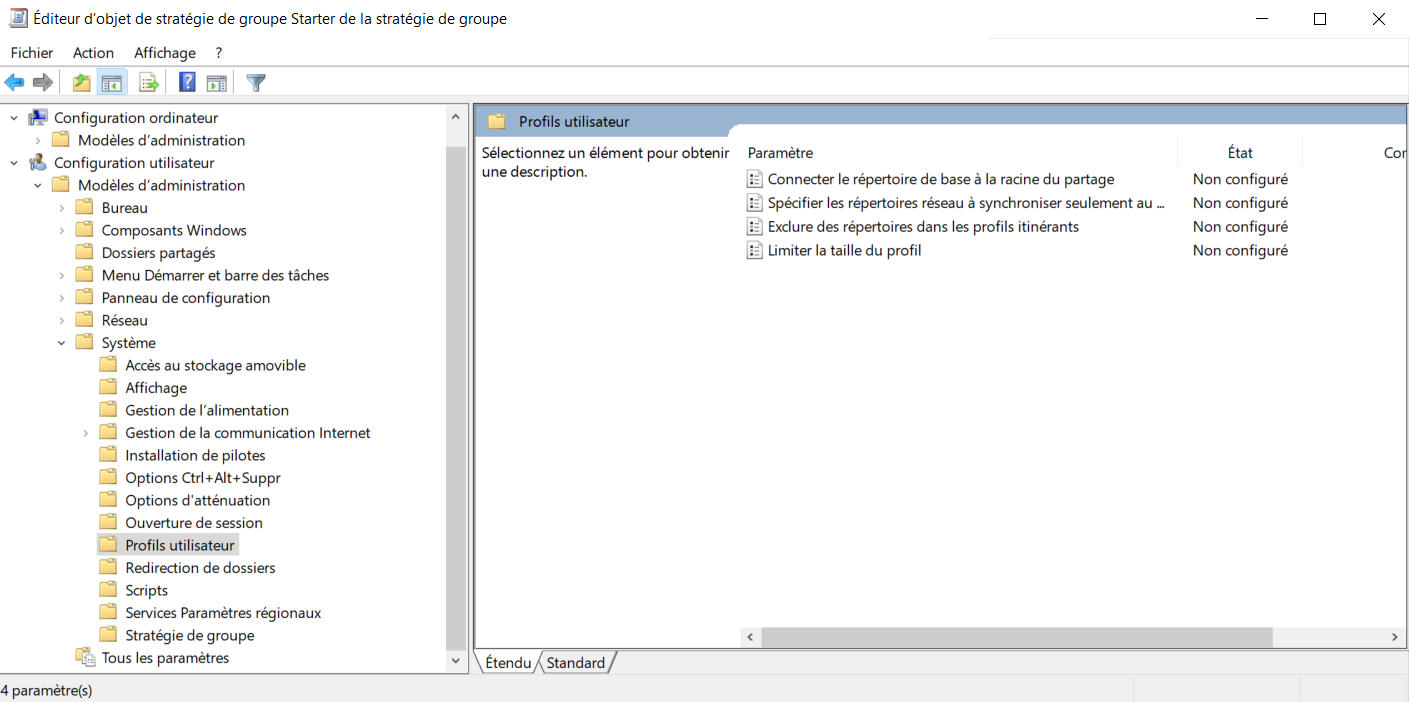 Éditeur d'objet de stratégie de groupe Starter de la stratégie de groupe
Fichier Action Affichage ?
Configuration ordinateur
Modèles d'administration
Configuration utilisateur
Modèles d'administration
Bureau
Composants Windows
Dossiers partagés
Menu Démarrer et barre des tâches
Panneau de configuration
Réseau
Système
Accès au stockage amovible
Affichage
Gestion de l'alimentation
Gestion de la communication Internet
Installation de pilotes
Options Ctrl+Alt+Suppr
Options d'atténuation
Ouverture de session
Profils utilisateur
Redirection de dossiers
Scripts
Services Paramètres régionaux
Stratégie de groupe
Tous les paramètres
Profils utilisateur
Sélectionnez un élément pour obtenir
une description.
Paramètre État Cor
Connecter le répertoire de base à la racine du partage Non configuré
Spécifier les répertoires réseau à synchroniser seulement au ... Non configuré
Exclure des répertoires dans les profils itinérants Non configuré
Limiter la taille du profil Non configuré
Étendu Standard
4 paramètre(s)